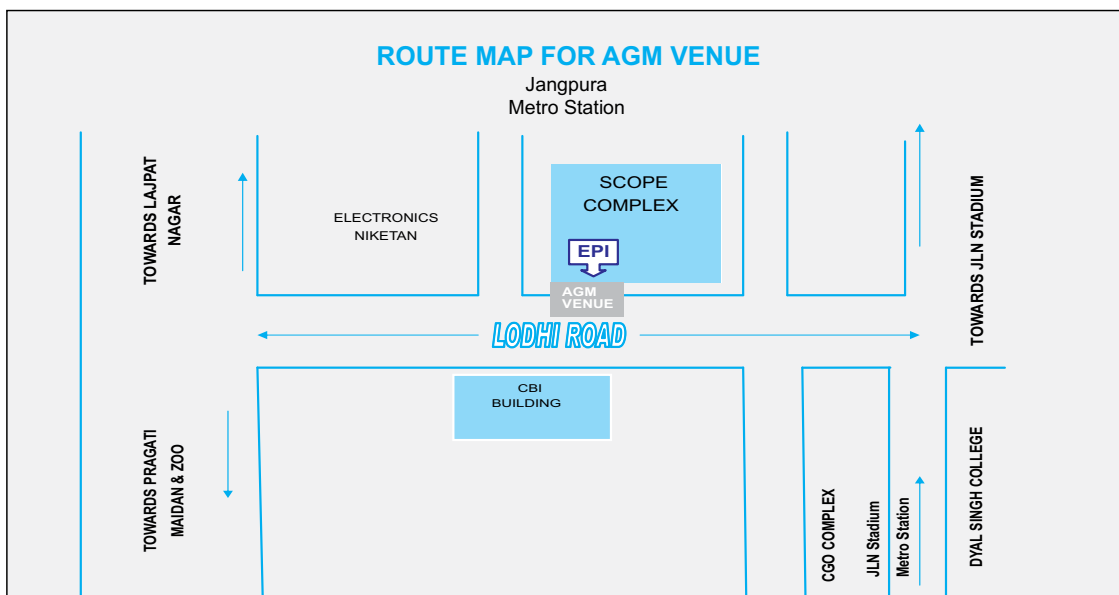 ROUTE MAP FOR AGM VENUE
Jangpura
Metro Station
TOWARDS LAJPAT
NAGAR
ELECTRONICS
NIKETAN
SCOPE
COMPLEX
EPI
AGM
VENUE
TOWARDS JLN STADIUM
LODHI ROAD
CBI
BUILDING
TOWARDS PRAGATI
MAIDAN & ZOO
CGO COMPLEX
JLN Stadium
Metro Station
DYAL SINGH COLLEGE